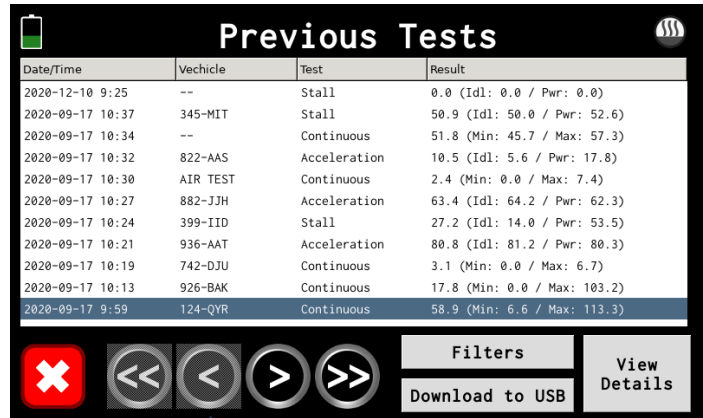 Previous Tests
Date/Time Vechicle Test Result
2020-12-10 9:25 -- Stall 0.0 (Idl: 0.0 / Pwr: 0.0)
2020-09-17 10:37 345-MIT Stall 50.9 (Idl: 50.0 / Pwr: 52.6)
2020-09-17 10:34 -- Continuous 51.8 (Min: 45.7 / Max: 57.3)
2020-09-17 10:32 822-AAS Acceleration 10.5 (Idl: 5.6 / Pwr: 17.8)
2020-09-17 10:30 AIR TEST Continuous 2.4 (Min: 0.0 / Max: 7.4)
2020-09-17 10:27 882-JJH Acceleration 63.4 (Idl: 64.2 / Pwr: 62.3)
2020-09-17 10:24 399-IID Stall 27.2 (Idl: 14.0 / Pwr: 53.5)
2020-09-17 10:21 936-AAT Acceleration 80.8 (Idl: 81.2 / Pwr: 80.3)
2020-09-17 10:19 742-DJU Continuous 3.1 (Min: 0.0 / Max: 6.7)
2020-09-17 10:13 926-BAK Continuous 17.8 (Min: 0.0 / Max: 103.2)
2020-09-17 9:59 124-QYR Continuous 58.9 (Min: 6.6 / Max: 113.3)
<< < > >>
Filters
Download to USB
View
Details